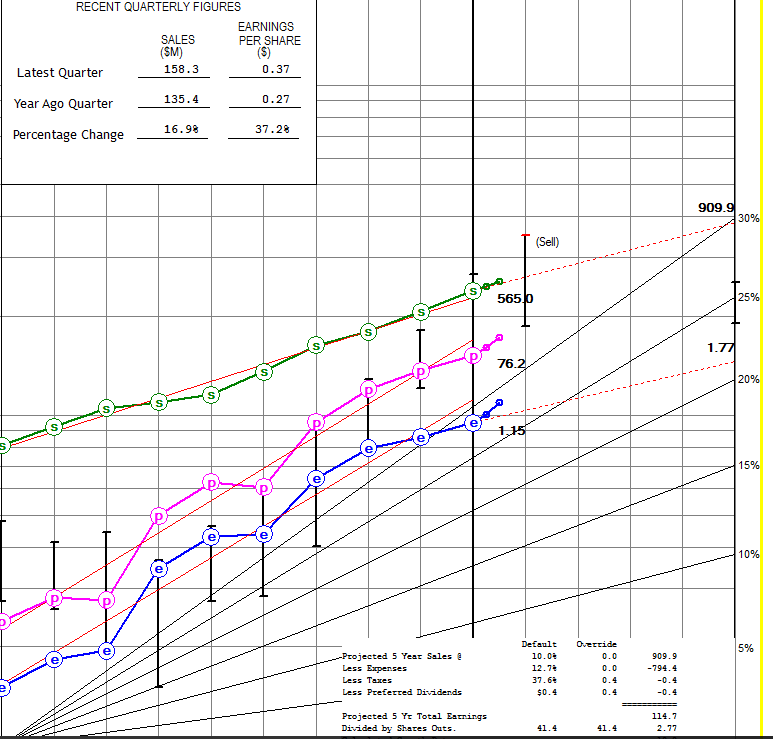 RECENT QUARTERLY FIGURES
SALES ($M) EARNINGS PER SHARE ($)
Latest Quarter 158.3 0.37
Year Ago Quarter 135.4 0.27
Percentage Change 16.9% 37.2%
909.9
30%
(Sell)
s s s s s s s s s s
565.0
25%
1.77
p p p p p p p p p p
76.2
20%
e e e e e e e e e e
1.15
15%
10%
5%
Default Override
Projected 5 Year Sales @ 10.0% 0.0 909.9
Less Expenses 12.7% 0.0 -794.4
Less Taxes 37.6% 0.4 -0.4
Less Preferred Dividends $0.4 0.4 -0.4
===========
Projected 5 Yr Total Earnings 114.7
Divided by Shares Outs. 41.4 41.4 2.77